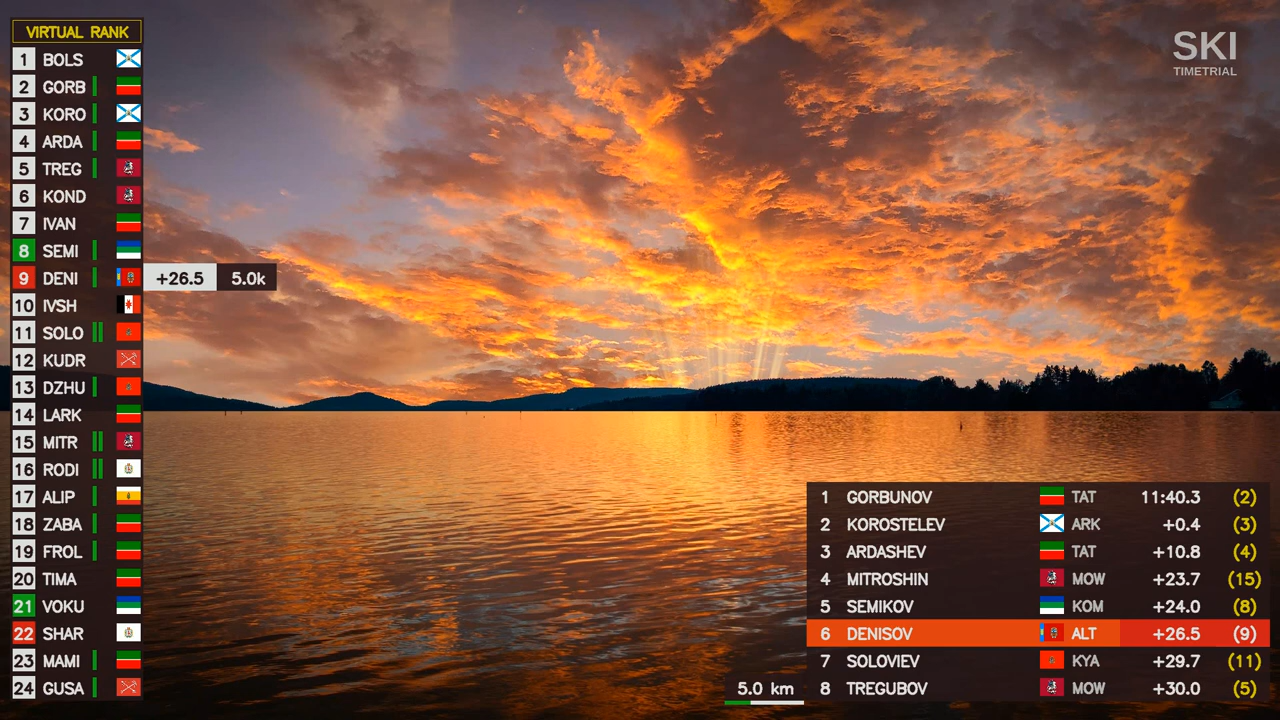 VIRTUAL RANK
1 BOLS
2 GORB
3 KORO
4 ARDA
5 TREG
6 KOND
7 IVAN
8 SEMI
9 DENI +26.5 5.0k
10 IVSH
11 SOLO
12 KUDR
13 DZHU
14 LARK
15 MITR
16 RODI
17 ALIP
18 ZABA
19 FROL
20 TIMA
21 VOKU
22 SHAR
23 MAMI
24 GUSA
SKI
TIMETRIAL
1 GORBUNOV TAT 11:40.3 (2)
2 KOROSTELEV ARK +0.4 (3)
3 ARDASHEV TAT +10.8 (4)
4 MITROSHIN MOW +23.7 (15)
5 SEMIKOV KOM +24.0 (8)
6 DENISOV ALT +26.5 (9)
7 SOLOVIEV KYA +29.7 (11)
8 TREGUBOV MOW +30.0 (5)
5.0 km